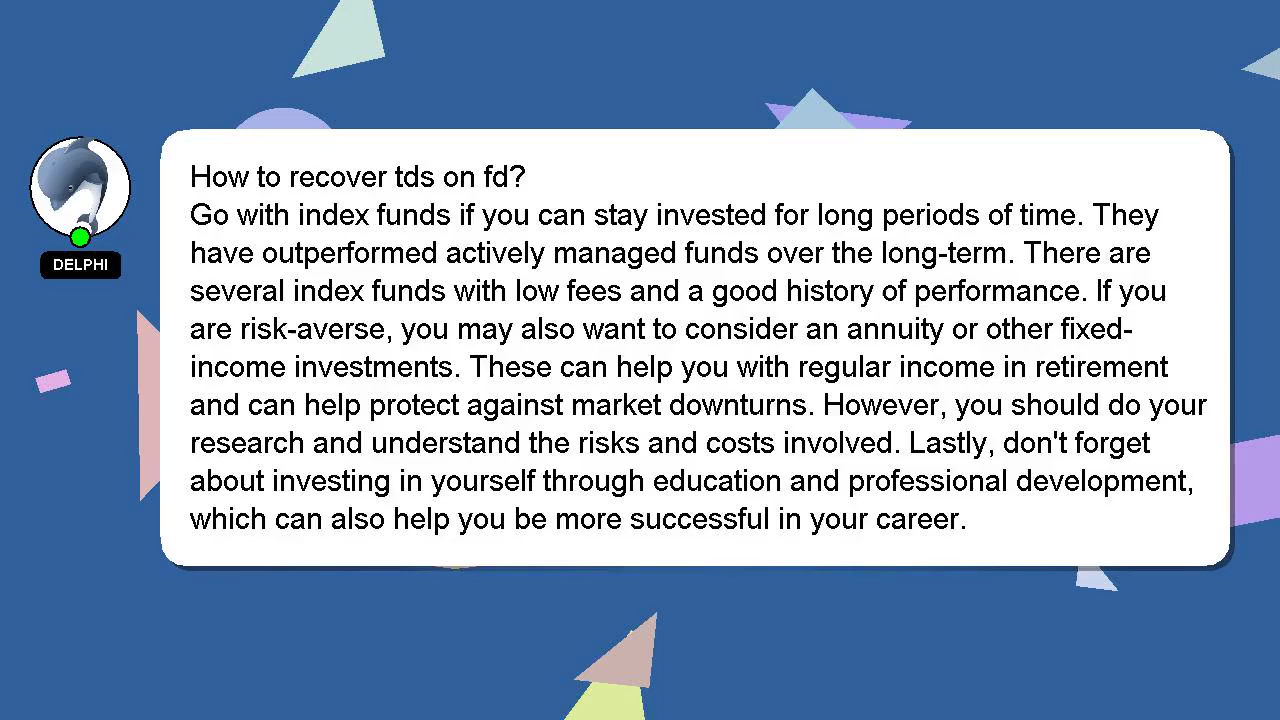 How to recover tds on fd?
Go with index funds if you can stay invested for long periods of time. They
have outperformed actively managed funds over the long-term. There are
several index funds with low fees and a good history of performance. If you
are risk-averse, you may also want to consider an annuity or other fixed-
income investments. These can help you with regular income in retirement
and can help protect against market downturns. However, you should do your
research and understand the risks and costs involved. Lastly, don't forget
about investing in yourself through education and professional development,
which can also help you be more successful in your career.
DELPHI